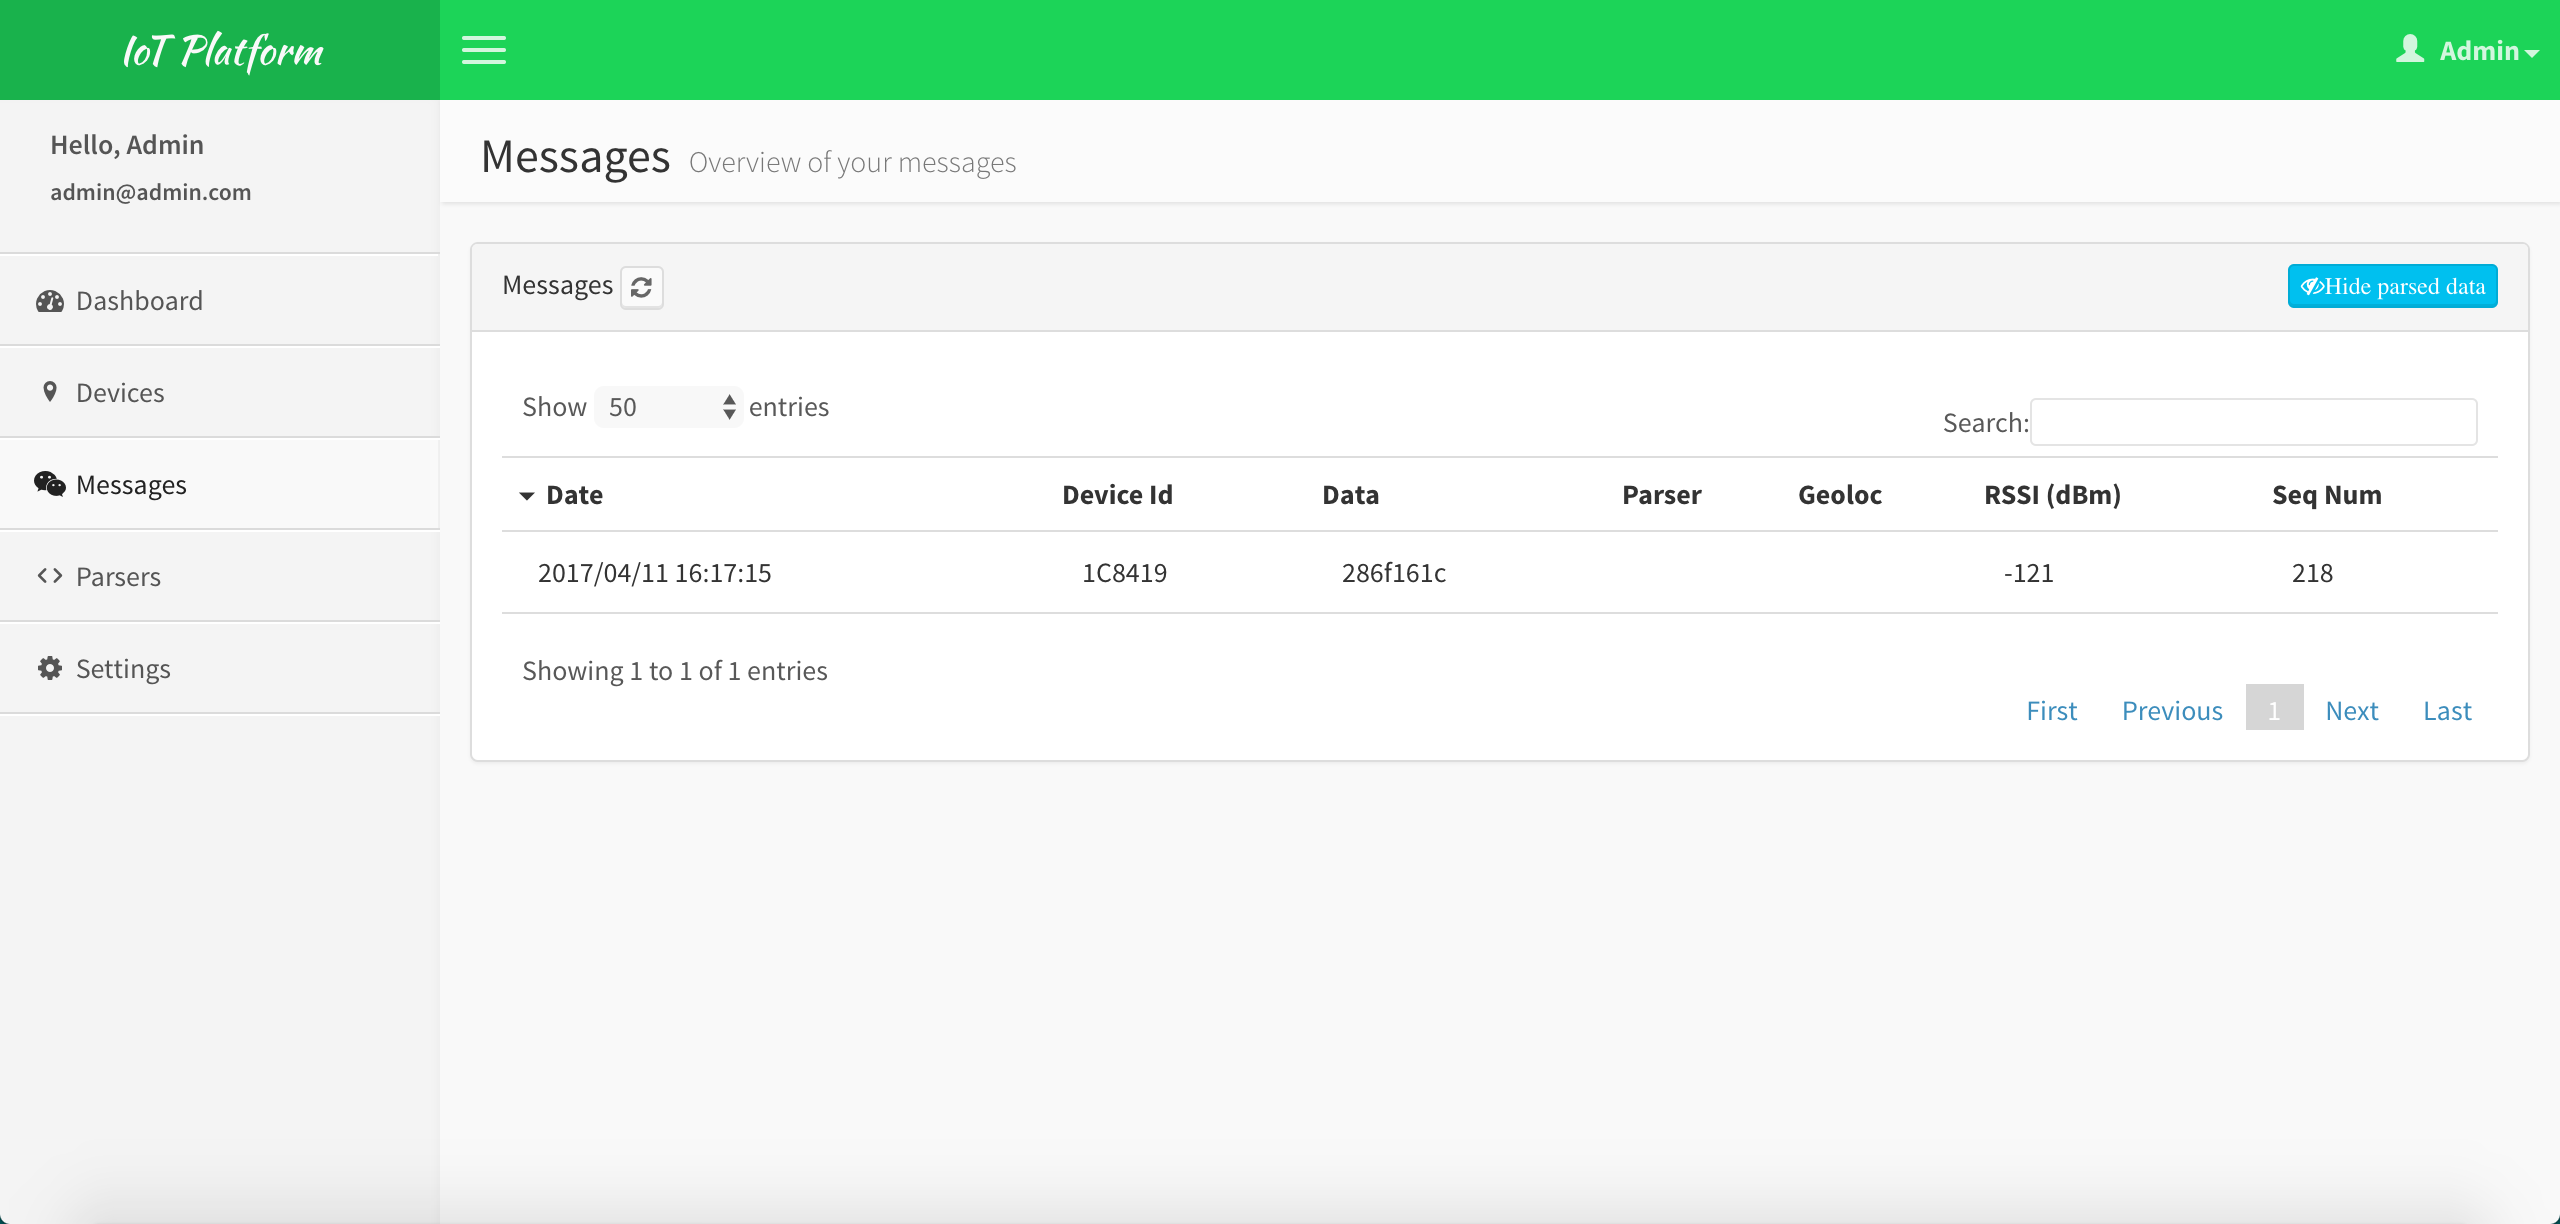 IoT Platform
Admin
Hello, Admin
admin@admin.com
Dashboard
Devices
Messages
Parsers
Settings
Messages Overview of your messages
Messages
Hide parsed data
Show 50 entries
Search:
Date Device Id Data Parser Geoloc RSSI (dBm) Seq Num
2017/04/11 16:17:15 1C8419 286f161c -121 218
Showing 1 to 1 of 1 entries
First Previous 1 Next Last